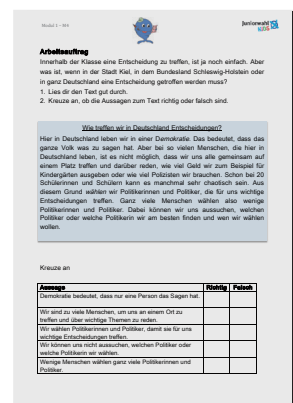 Modul 1 – M4
Juniorwahl
KIDS
Arbeitsauftrag
Innerhalb der Klasse eine Entscheidung zu treffen, ist ja noch einfach. Aber
was ist, wenn in der Stadt Kiel, in dem Bundesland Schleswig-Holstein oder
in ganz Deutschland eine Entscheidung getroffen werden muss?
1. Lies dir den Text gut durch.
2. Kreuze an, ob die Aussagen zum Text richtig oder falsch sind.
Wie treffen wir in Deutschland Entscheidungen?
Hier in Deutschland leben wir in einer Demokratie. Das bedeutet, dass das
ganze Volk was zu sagen hat. Aber bei so vielen Menschen, die hier in
Deutschland leben, ist es nicht möglich, dass wir uns alle gemeinsam auf
einem Platz treffen und darüber reden, wie viel Geld wir zum Beispiel für
Kindergärten ausgeben oder wie viel Polizisten wir brauchen. Schon bei 20
Schülerinnen und Schülern kann es manchmal sehr chaotisch sein. Aus
diesem Grund wählen wir Politikerinnen und Politiker, die für uns wichtige
Entscheidungen treffen. Ganz viele Menschen wählen also wenige
Politikerinnen und Politiker. Dabei können wir uns aussuchen, welchen
Politiker oder welche Politikerin wir am besten finden und wen wir wählen
wollen.
Kreuze an
Aussage Richtig Falsch
Demokratie bedeutet, dass nur eine Person das Sagen hat.
Wir sind zu viele Menschen, um uns an einem Ort zu
treffen und über wichtige Themen zu reden.
Wir wählen Politikerinnen und Politiker, damit sie für uns
wichtige Entscheidungen treffen.
Wir können uns nicht aussuchen, welchen Politiker oder
welche Politikerin wir wählen.
Wenige Menschen wählen ganz viele Politikerinnen und
Politiker.